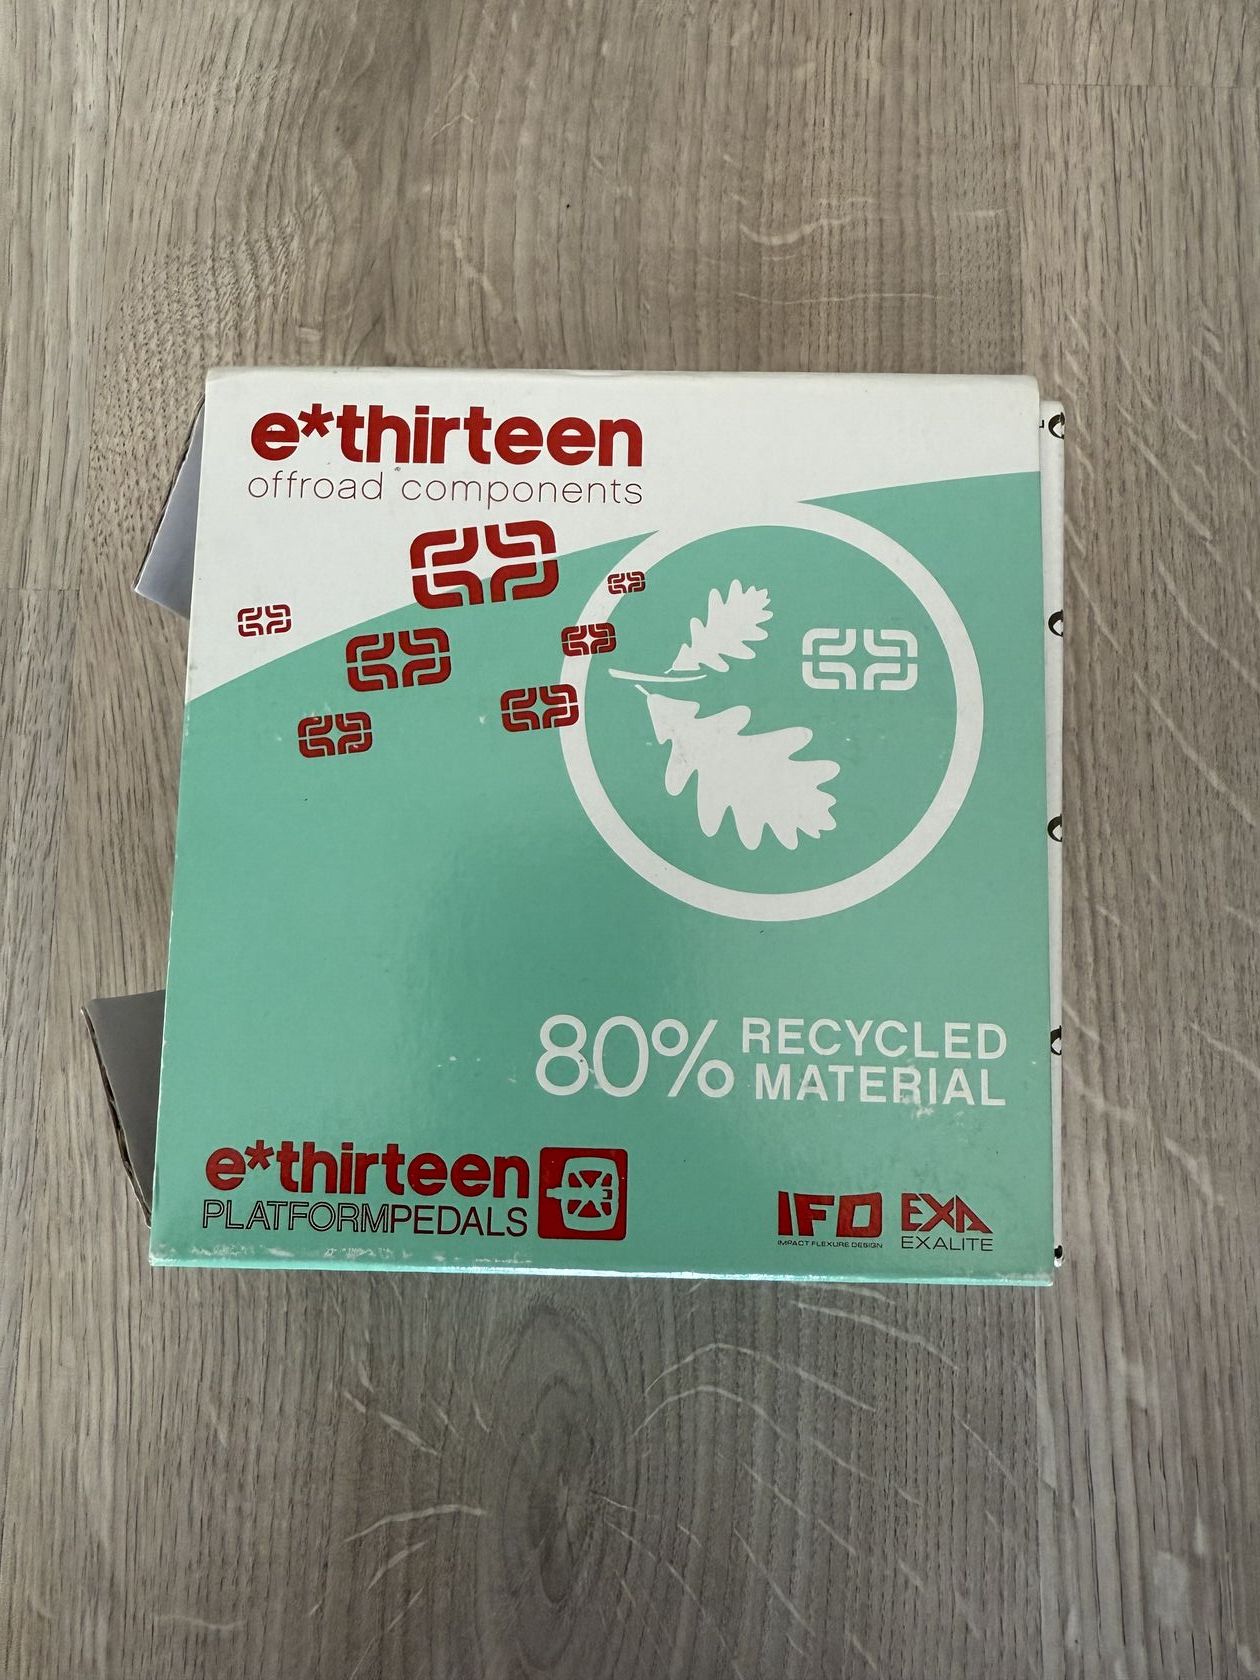 e*thirteen
offroad components
80% RECYCLED
MATERIAL
e*thirteen
PLATFORMPEDALS
IFD
IMPACT FLEXURE DESIGN
EXA
EXALITE